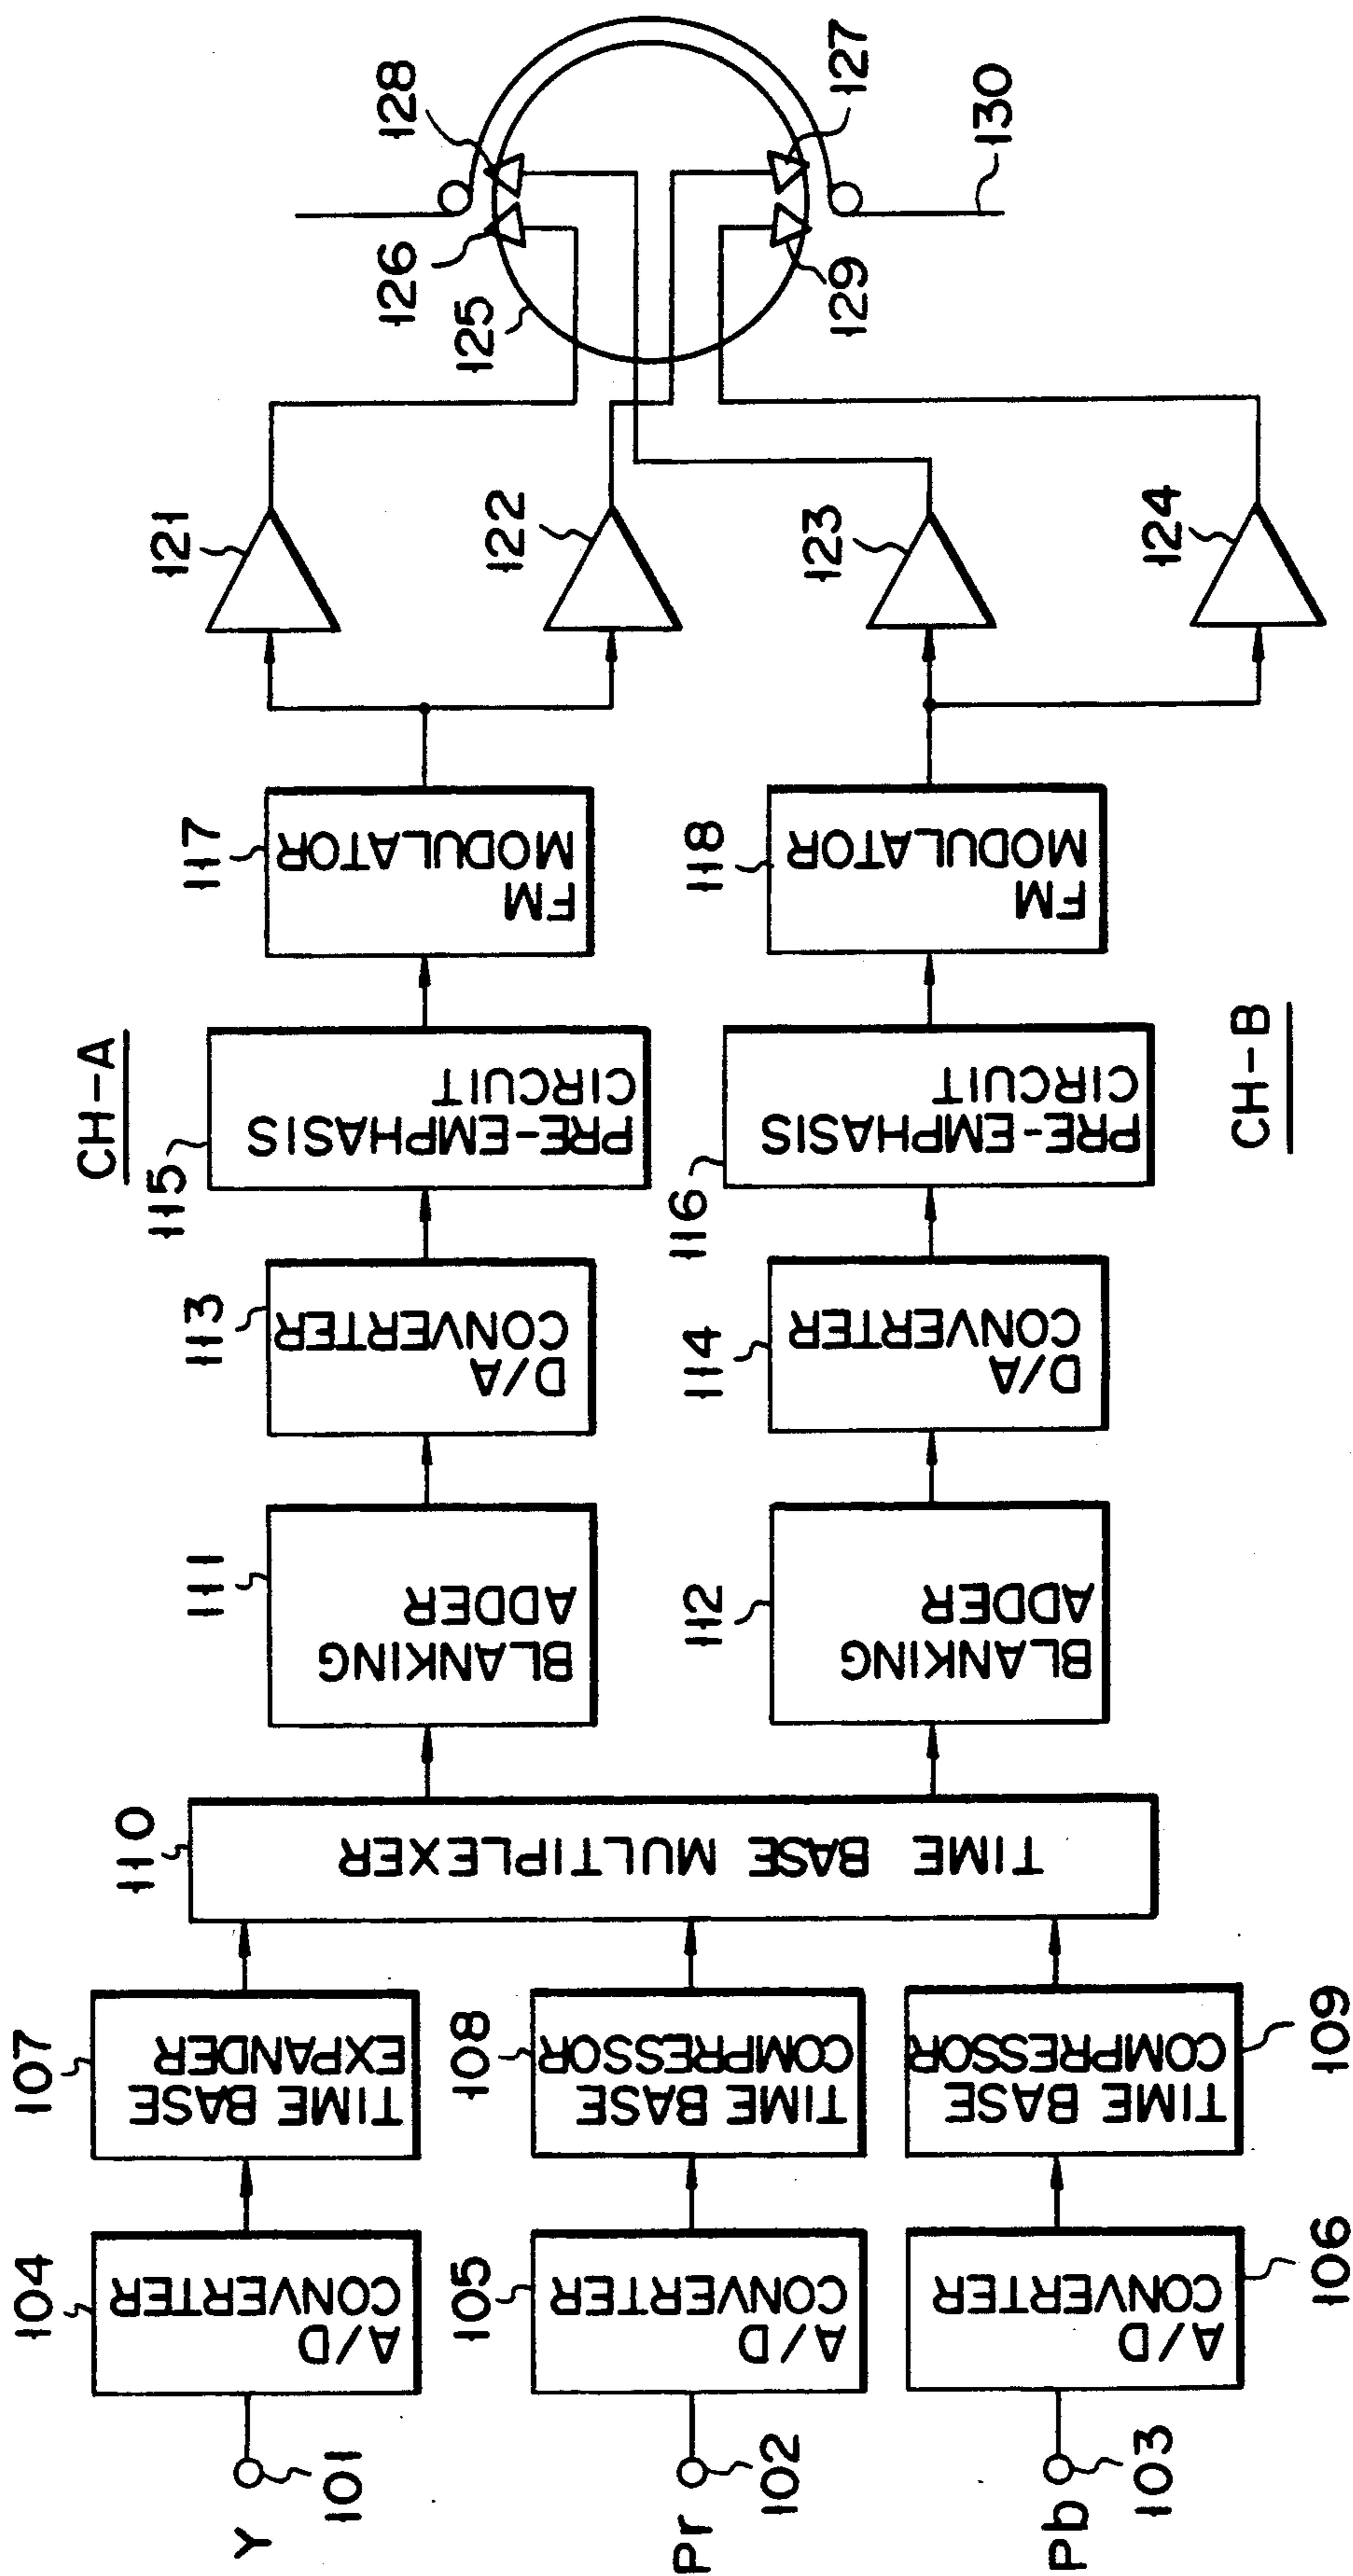 Y
101
104
A/D
CONVERTER
107
TIME BASE
EXPANDER
Pr
102
105
A/D
CONVERTER
108
TIME BASE
COMPRESSOR
Pb
103
106
A/D
CONVERTER
109
TIME BASE
COMPRESSOR
110
TIME BASE MULTIPLEXER
CH-A
111
BLANKING
ADDER
113
D/A
CONVERTER
115
PRE-EMPHASIS
CIRCUIT
117
FM
MODULATOR
121
122
112
BLANKING
ADDER
114
D/A
CONVERTER
116
PRE-EMPHASIS
CIRCUIT
118
FM
MODULATOR
123
124
CH-B
125
126
128
129
127
130